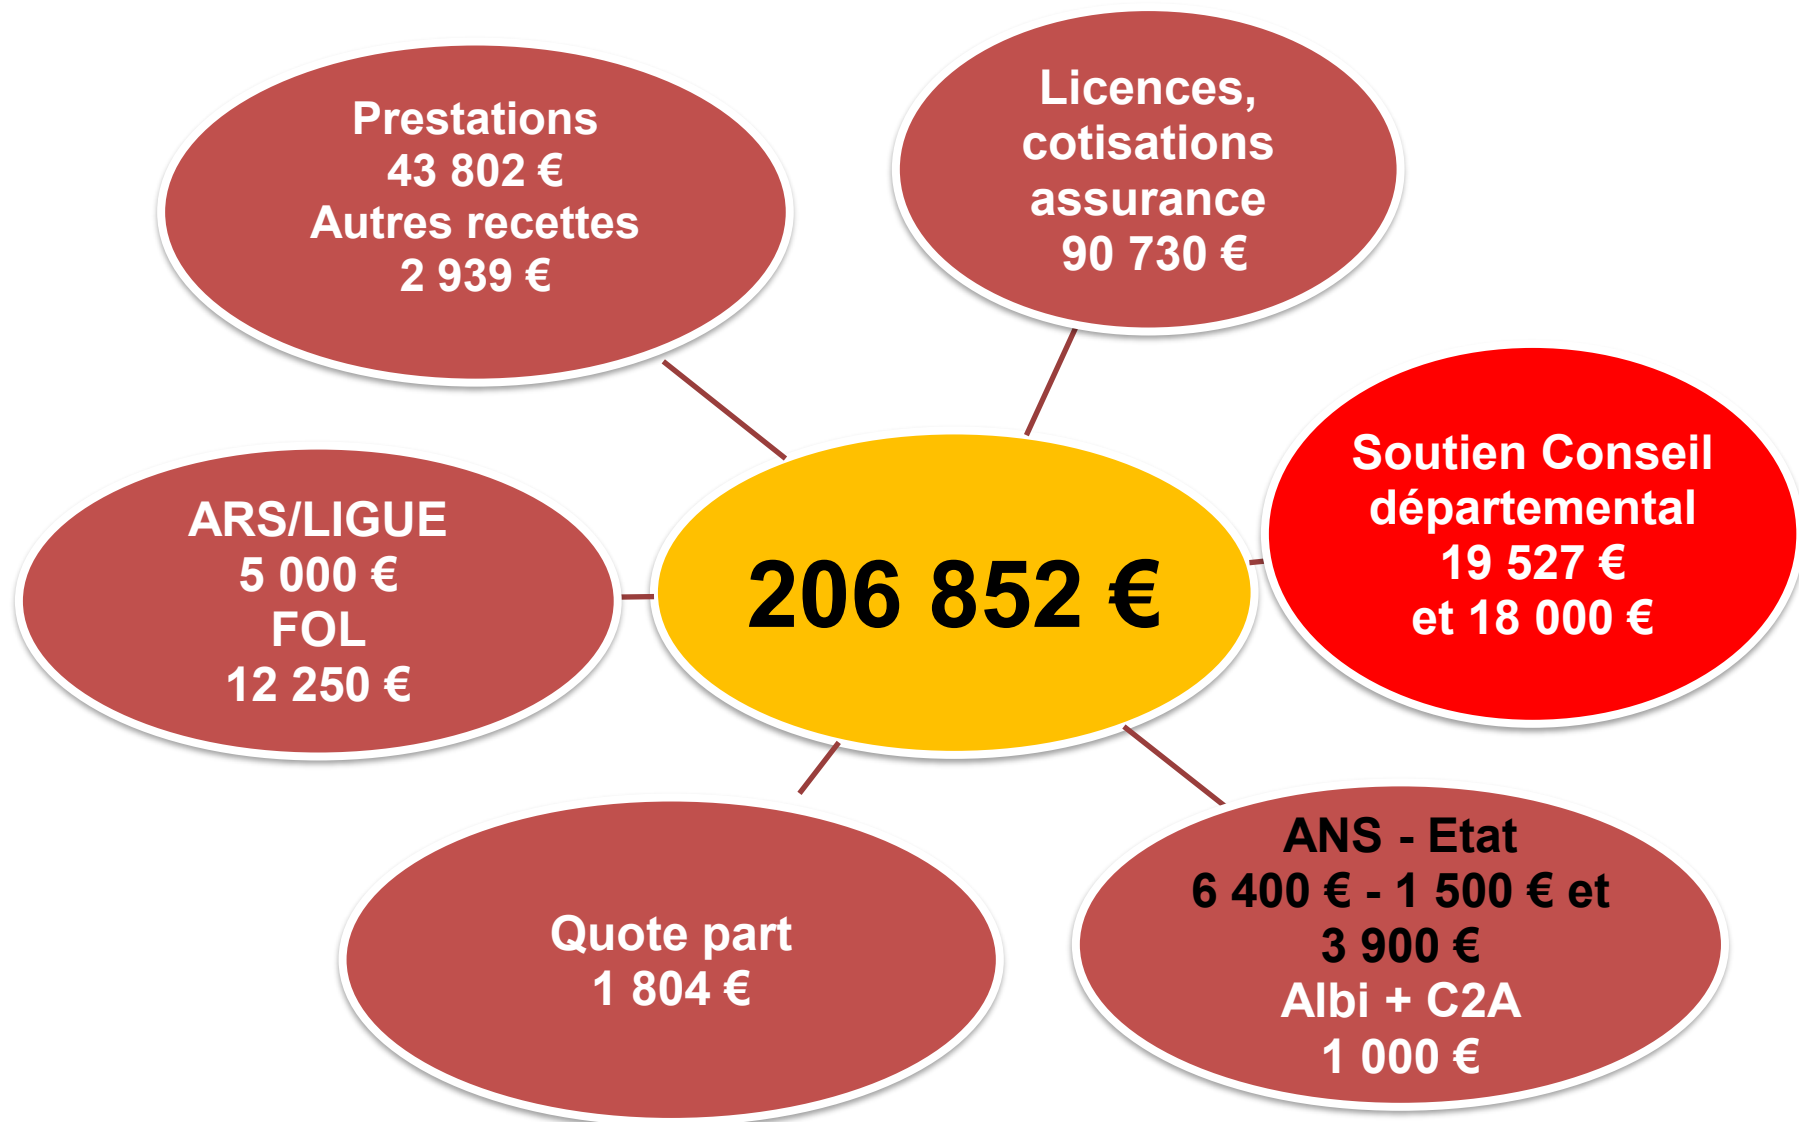 Prestations
43 802 €
Autres recettes
2 939 €
Licences,
cotisations
assurance
90 730 €
Soutien Conseil
départemental
19 527 €
et 18 000 €
ARS/LIGUE
5 000 €
FOL
12 250 €
206 852 €
Quote part
1 804 €
ANS - Etat
6 400 € - 1 500 € et
3 900 €
Albi + C2A
1 000 €